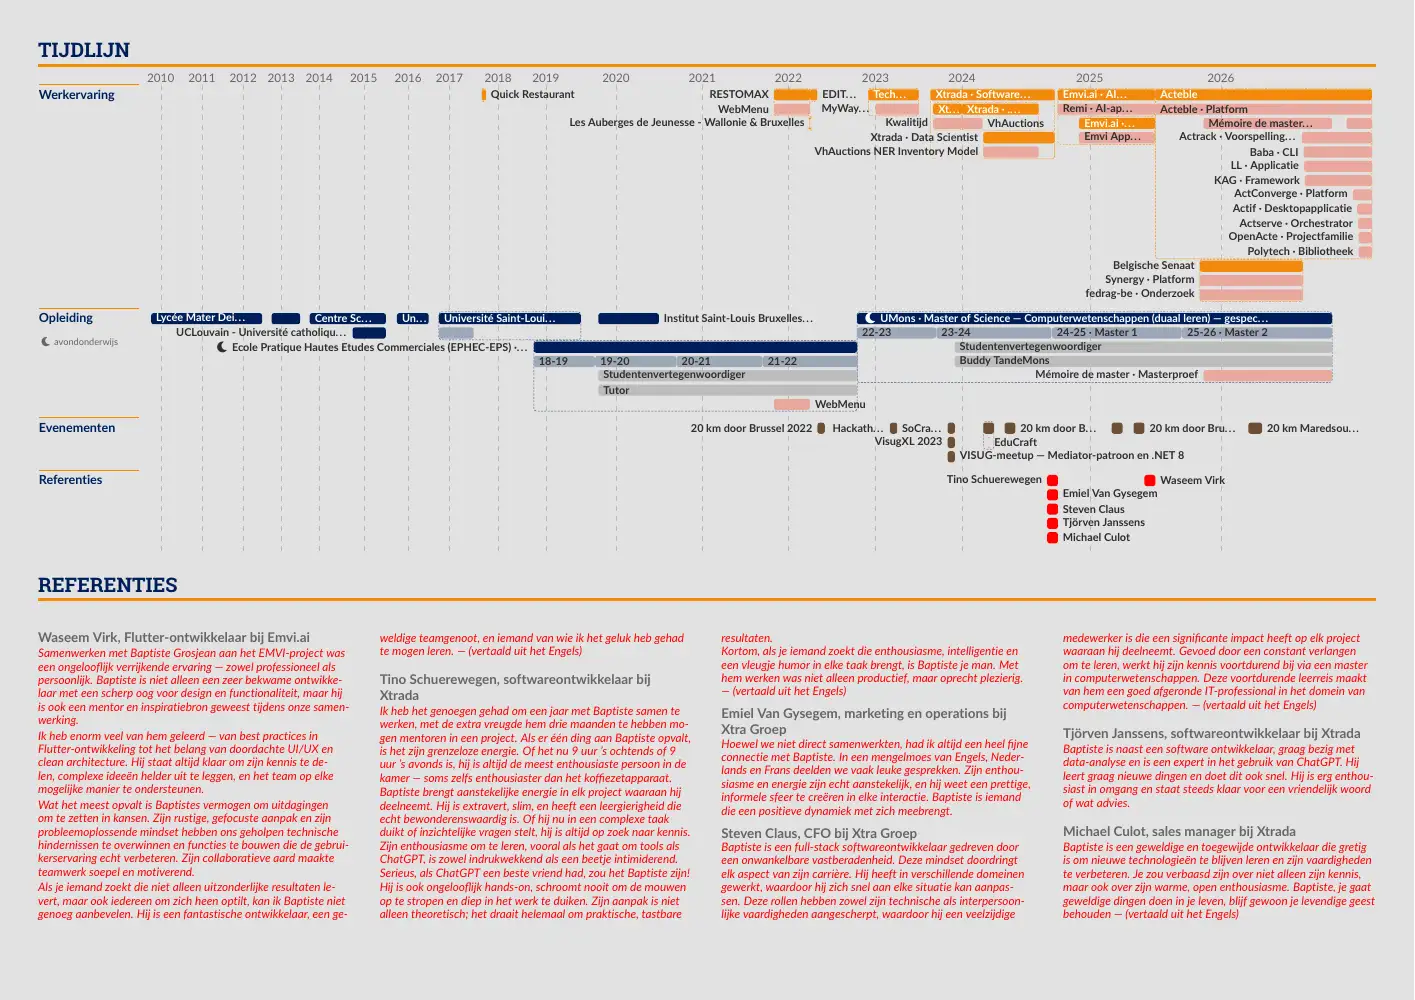 TIJDLIJN
2010 2011 2012 2013 2014 2015 2016 2017 2018 2019 2020 2021 2022 2023 2024 2025 2026
Werkervaring
Quick Restaurant
RESTOMAX
EDIT…
Tech…
Xtrada · Software…
Emvi.ai · AI…
Acteble
WebMenu
MyWay…
Xt…
Xtrada · …
Remi · AI-ap…
Acteble · Platform
Les Auberges de Jeunesse - Wallonie & Bruxelles
Kwalitijd
VhAuctions
Emvi.ai ·…
Mémoire de master…
Xtrada · Data Scientist
Emvi App…
Actrack · Voorspelling…
VhAuctions NER Inventory Model
Baba · CLI
LL · Applicatie
KAG · Framework
ActConverge · Platform
Actif · Desktopapplicatie
Actserve · Orchestrator
OpenActe · Projectfamilie
Polytech · Bibliotheek
Belgische Senaat
Synergy · Platform
fedrag-be · Onderzoek
Opleiding
Lycée Mater Dei…
Centre Sc…
Un…
Université Saint-Loui…
Institut Saint-Louis Bruxelles…
UMons · Master of Science — Computerwetenschappen (duaal leren) — gespec…
UCLouvain - Université catholiqu…
22-23
23-24
24-25 · Master 1
25-26 · Master 2
avondonderwijs
Ecole Pratique Hautes Etudes Commerciales (EPHEC-EPS) ·…
Studentenvertegenwoordiger
18-19
19-20
20-21
21-22
Buddy TandeMons
Studentenvertegenwoordiger
Mémoire de master · Masterproef
Tutor
WebMenu
Evenementen
20 km door Brussel 2022
Hackath…
SoCra…
20 km door B…
20 km door Bru…
20 km Maredsou…
VisugXL 2023
EduCraft
VISUG-meetup — Mediator-patroon en .NET 8
Referenties
Tino Schuerewegen
Waseem Virk
Emiel Van Gysegem
Steven Claus
Tjörven Janssens
Michael Culot
REFERENTIES
Waseem Virk, Flutter-ontwikkelaar bij Emvi.ai
Samenwerken met Baptiste Grosjean aan het EMVI-project was
een ongelooflijk verrijkende ervaring — zowel professioneel als
persoonlijk. Baptiste is niet alleen een zeer bekwame ontwikke-
laar met een scherp oog voor design en functionaliteit, maar hij
is ook een mentor en inspiratiebron geweest tijdens onze samen-
werking.
Ik heb enorm veel van hem geleerd — van best practices in
Flutter-ontwikkeling tot het belang van doordachte UI/UX en
clean architecture. Hij staat altijd klaar om zijn kennis te de-
len, complexe ideeën helder uit te leggen, en het team op elke
mogelijke manier te ondersteunen.
Wat het meest opvalt is Baptistes vermogen om uitdagingen
om te zetten in kansen. Zijn rustige, gefocuste aanpak en zijn
probleemoplossende mindset hebben ons geholpen technische
hindernissen te overwinnen en functies te bouwen die de gebrui-
kerservaring echt verbeteren. Zijn collaboratieve aard maakte
teamwerk soepel en motiverend.
Als je iemand zoekt die niet alleen uitzonderlijke resultaten le-
vert, maar ook iedereen om zich heen optilt, kan ik Baptiste niet
genoeg aanbevelen. Hij is een fantastische ontwikkelaar, een ge-
weldige teamgenoot, en iemand van wie ik het geluk heb gehad
te mogen leren. — (vertaald uit het Engels)
Tino Schuerewegen, softwareontwikkelaar bij
Xtrada
Ik heb het genoegen gehad om een jaar met Baptiste samen te
werken, met de extra vreugde hem drie maanden te hebben mo-
gen mentoren in een project. Als er één ding aan Baptiste opvalt,
is het zijn grenzeloze energie. Of het nu 9 uur 's ochtends of 9
uur 's avonds is, hij is altijd de meest enthousiaste persoon in de
kamer — soms zelfs enthousiaster dan het koffiezetapparaat.
Baptiste brengt aanstekelijke energie in elk project waaraan hij
deelneemt. Hij is extravert, slim, en heeft een leergierigheid die
echt bewonderenswaardig is. Of hij nu in een complexe taak
duikt of inzichtelijke vragen stelt, hij is altijd op zoek naar kennis.
Zijn enthousiasme om te leren, vooral als het gaat om tools als
ChatGPT, is zowel indrukwekkend als een beetje intimiderend.
Serieus, als ChatGPT een beste vriend had, zou het Baptiste zijn!
Hij is ook ongelooflijk hands-on, schroomt nooit om de mouwen
op te stropen en diep in het werk te duiken. Zijn aanpak is niet
alleen theoretisch; het draait helemaal om praktische, tastbare
resultaten.
Kortom, als je iemand zoekt die enthousiasme, intelligentie en
een vleugje humor in elke taak brengt, is Baptiste je man. Met
hem werken was niet alleen productief, maar oprecht plezierig.
— (vertaald uit het Engels)
Emiel Van Gysegem, marketing en operations bij
Xtra Groep
Hoewel we niet direct samenwerkten, had ik altijd een heel fijne
connectie met Baptiste. In een mengelmoes van Engels, Neder-
lands en Frans deelden we vaak leuke gesprekken. Zijn enthou-
siasme en energie zijn echt aanstekelijk, en hij weet een prettige,
informele sfeer te creëren in elke interactie. Baptiste is iemand
die een positieve dynamiek met zich meebrengt.
Steven Claus, CFO bij Xtra Groep
Baptiste is een full-stack softwareontwikkelaar gedreven door
een onwankelbare vastberadenheid. Deze mindset doordringt
elk aspect van zijn carrière. Hij heeft in verschillende domeinen
gewerkt, waardoor hij zich snel aan elke situatie kan aanpas-
sen. Deze rollen hebben zowel zijn technische als interpersoon-
lijke vaardigheden aangescherpt, waardoor hij een veelzijdige
medewerker is die een significante impact heeft op elk project
waaraan hij deelneemt. Gevoed door een constant verlangen
om te leren, werkt hij zijn kennis voortdurend bij via een master
in computerwetenschappen. Deze voortdurende leerreis maakt
van hem een goed afgeronde IT-professional in het domein van
computerwetenschappen. — (vertaald uit het Engels)
Tjörven Janssens, softwareontwikkelaar bij Xtrada
Baptiste is naast een software ontwikkelaar, graag bezig met
data-analyse en is een expert in het gebruik van ChatGPT. Hij
leert graag nieuwe dingen en doet dit ook snel. Hij is erg enthou-
siast in omgang en staat steeds klaar voor een vriendelijk woord
of wat advies.
Michael Culot, sales manager bij Xtrada
Baptiste is een geweldige en toegewijde ontwikkelaar die gretig
is om nieuwe technologieën te blijven leren en zijn vaardigheden
te verbeteren. Je zou verbaasd zijn over niet alleen zijn kennis,
maar ook over zijn warme, open enthousiasme. Baptiste, je gaat
geweldige dingen doen in je leven, blijf gewoon je levendige geest
behouden — (vertaald uit het Engels)